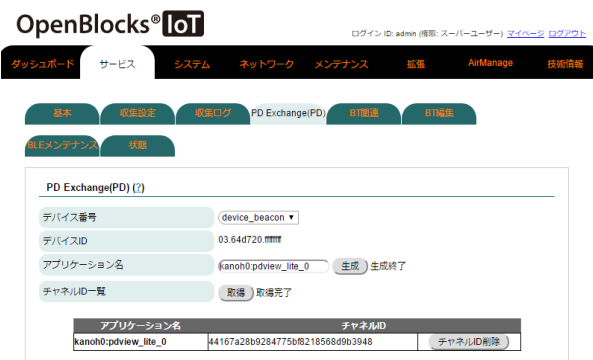 OpenBlocks® IoT
ログイン ID: admin (権限: スーパーユーザー) マイページ ログアウト
ダッシュボード サービス システム ネットワーク メンテナンス 拡張 AirManage 技術情報
基本 収集設定 収集ログ PD Exchange(PD) BT関連 BT編集
BLEメンテナンス 状態
PD Exchange(PD) (?)
デバイス番号 device_beacon
デバイスID 03.64d720.ffffffff
アプリケーション名 kanoh0:pdview_lite_0 生成 生成終了
チャネルID一覧 取得 取得完了
アプリケーション名 チャネルID
kanoh0:pdview_lite_0 44167a28b9284775bf8218568d9b3948 チャネルID削除